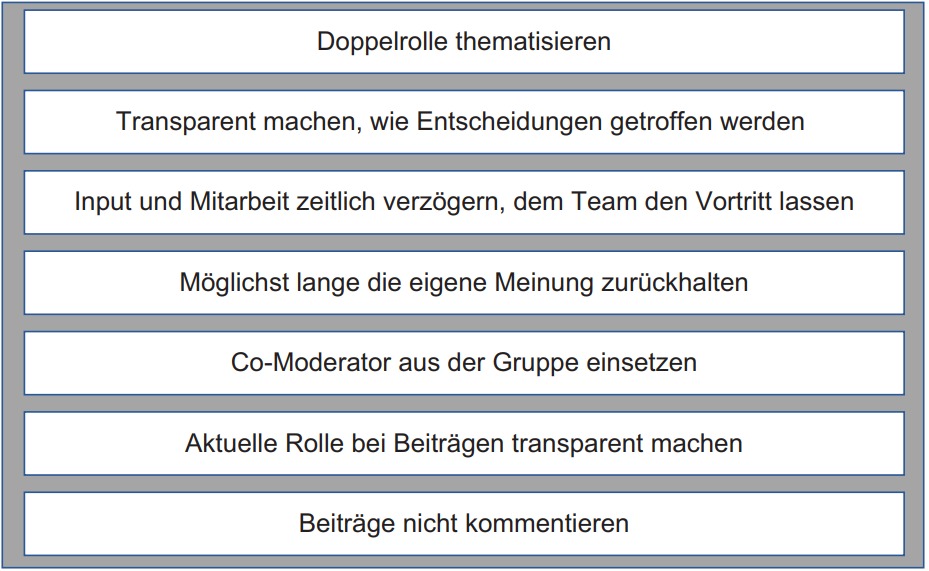 Doppelrolle thematisieren
Transparent machen, wie Entscheidungen getroffen werden
Input und Mitarbeit zeitlich verzögern, dem Team den Vortritt lassen
Möglichst lange die eigene Meinung zurückhalten
Co-Moderator aus der Gruppe einsetzen
Aktuelle Rolle bei Beiträgen transparent machen
Beiträge nicht kommentieren